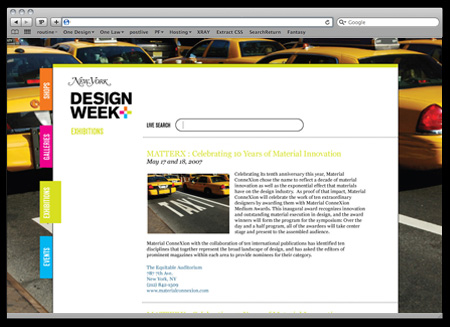 Google
routine
One Design
One Law
postlive
PF
Hosting
XRAY
Extract CSS
SearchReturn
Fantasy
NEW YORK
DESIGN
WEEK
EXHIBITIONS
SHOPS
GALLERIES
EXHIBITIONS
EVENTS
LIVE SEARCH
MATTERX : Celebrating 10 Years of Material Innovation
May 17 and 18, 2007
TAXI
Celebrating its tenth anniversary this year, Material
ConneXion chose the name to reflect a decade of material
innovation as well as the exponential effect that materials
have on the design industry. As proof of that impact, Material
ConneXion will celebrate the work of ten extraordinary
designers by awarding them with Material ConneXion
Medium Awards. This inaugural award recognizes innovation
and outstanding material execution in design, and the award
winners will form the program for the symposium: Over the
day and a half program, all of the awardees will take center
stage and present to the assembled audience.
Material ConneXion with the collaboration of ten international publications has identified ten
disciplines that together represent the broad landscape of design, and has asked the editors of
prominent magazines within each area to provide nominees for their category.
The Equitable Auditorium
787 7th Ave.
New York, NY
(212) 842-2509
www.materialconnexion.com